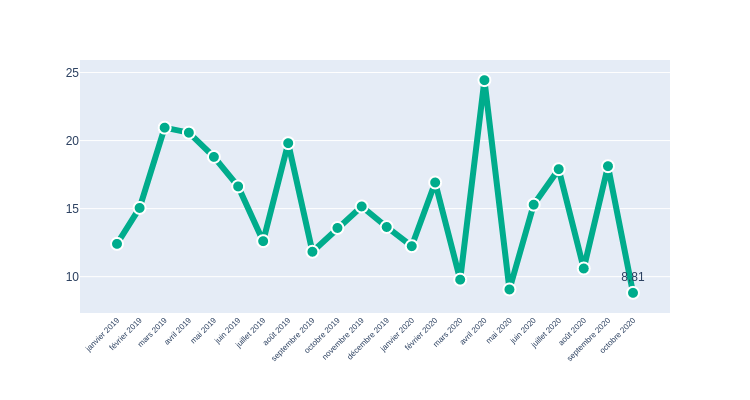 25
20
15
10
8.81
janvier 2019
février 2019
mars 2019
avril 2019
mai 2019
juin 2019
juillet 2019
août 2019
septembre 2019
octobre 2019
novembre 2019
décembre 2019
janvier 2020
février 2020
mars 2020
avril 2020
mai 2020
juin 2020
juillet 2020
août 2020
septembre 2020
octobre 2020